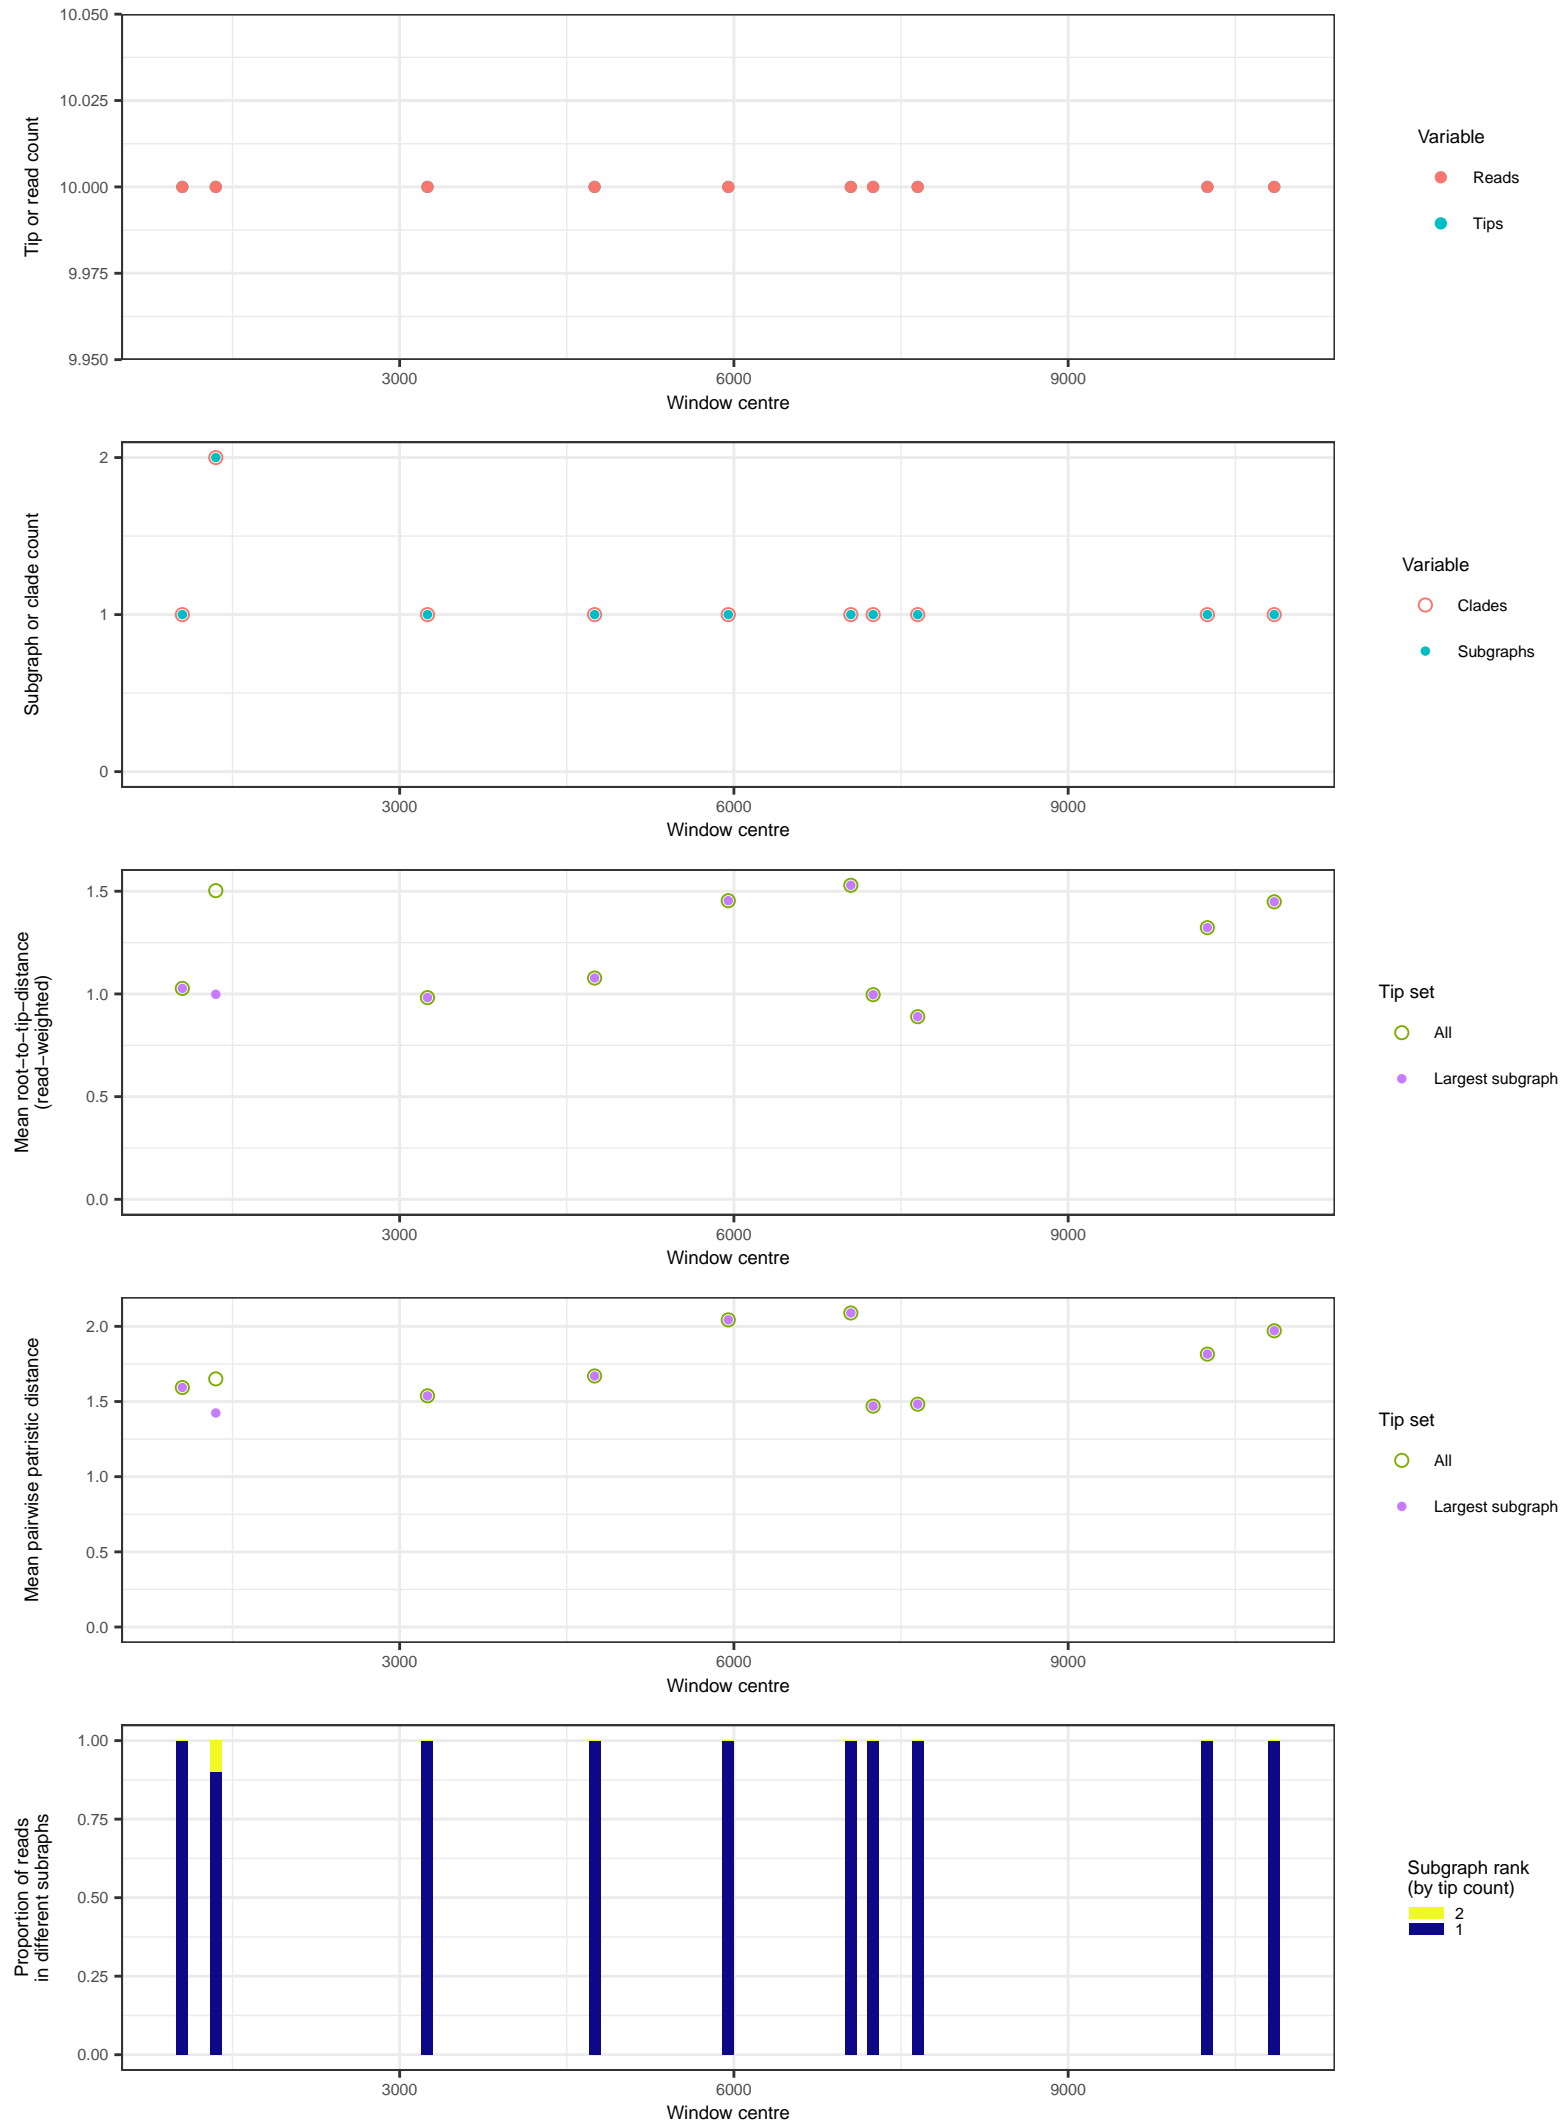 10.050
10.025
10.000
9.975
9.950
Tip or read count
3000 6000 9000
Window centre
Variable
Reads
Tips
2
1
0
Subgraph or clade count
3000 6000 9000
Window centre
Variable
Clades
Subgraphs
1.5
1.0
0.5
0.0
Mean root−to−tip−distance
(read−weighted)
3000 6000 9000
Window centre
Tip set
All
Largest subgraph
2.0
1.5
1.0
0.5
0.0
Mean pairwise patristic distance
3000 6000 9000
Window centre
Tip set
All
Largest subgraph
1.00
0.75
0.50
0.25
0.00
Proportion of reads
in different subraphs
3000 6000 9000
Window centre
Subgraph rank
(by tip count)
2
1